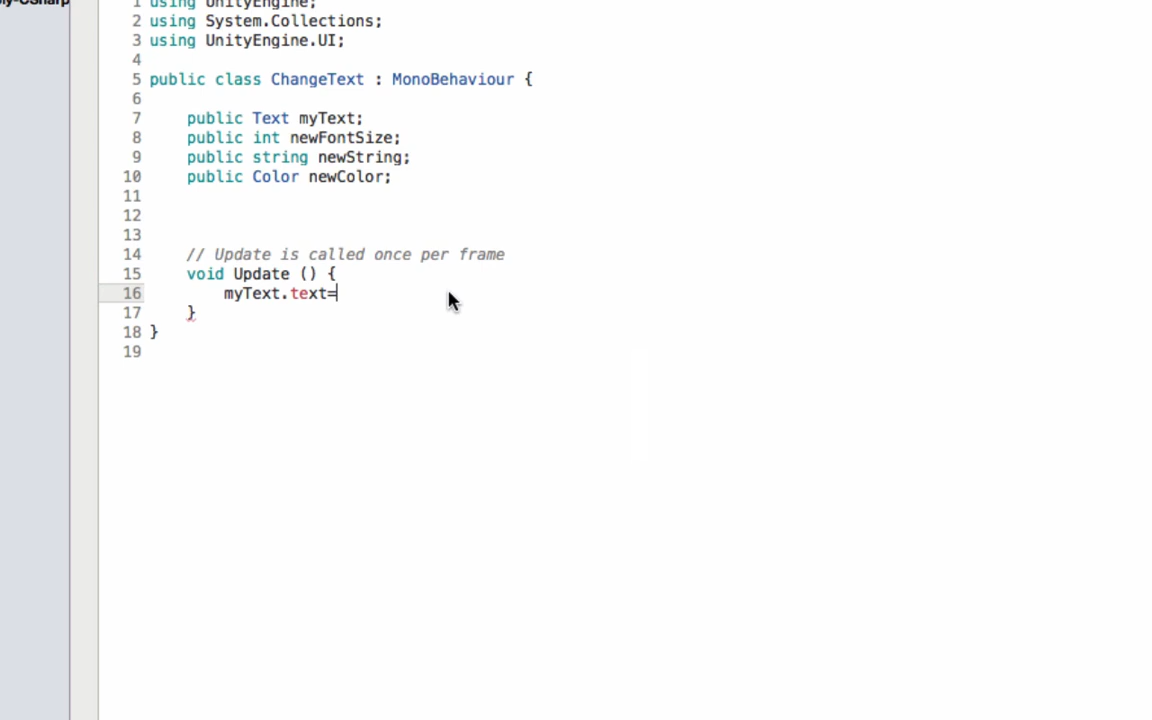 ly-CSharp
1 using UnityEngine;
2 using System.Collections;
3 using UnityEngine.UI;
4
5 public class ChangeText : MonoBehaviour {
6
7 public Text myText;
8 public int newFontSize;
9 public string newString;
10 public Color newColor;
11
12
13
14 // Update is called once per frame
15 void Update () {
16 myText.text=
17 }
18 }
19